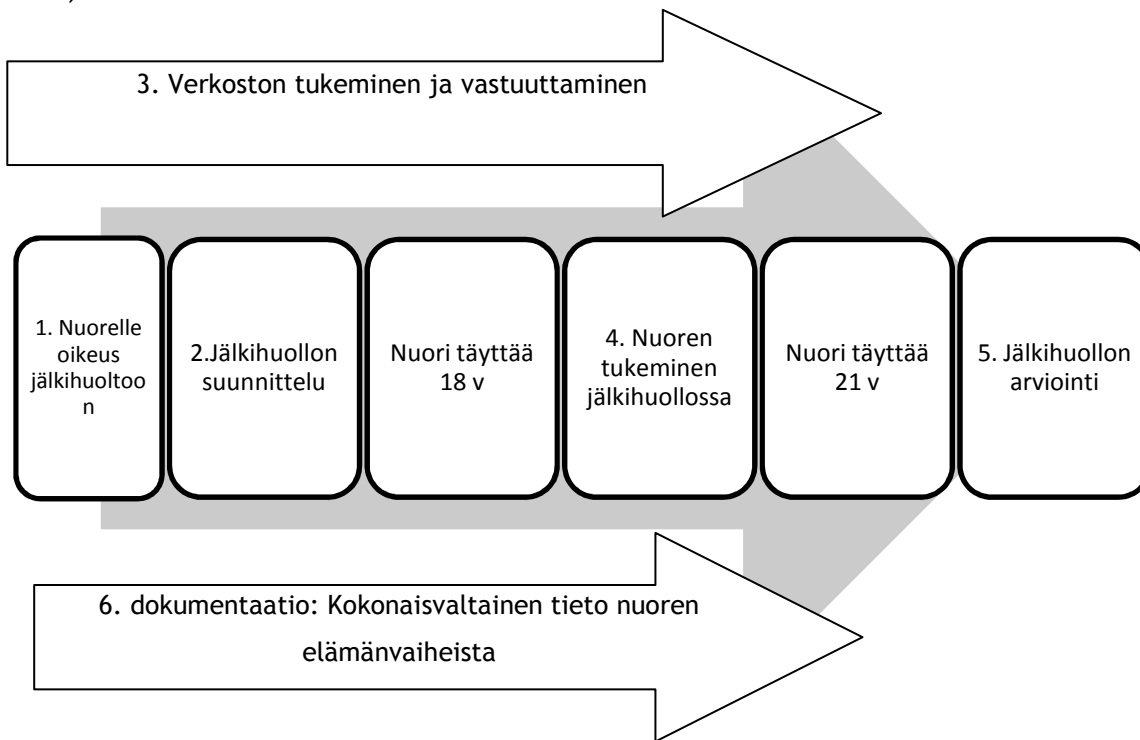 3. Verkoston tukeminen ja vastuuttaminen
1. Nuorelle
oikeus
jälkihuoltoo
n
2.Jälkihuollon
suunnittelu
Nuori täyttää
18 v
4. Nuoren
tukeminen
jälkihuollossa
Nuori täyttää
21 v
5. Jälkihuollon
arviointi
6. dokumentaatio: Kokonaisvaltainen tieto nuoren
elämänvaiheista